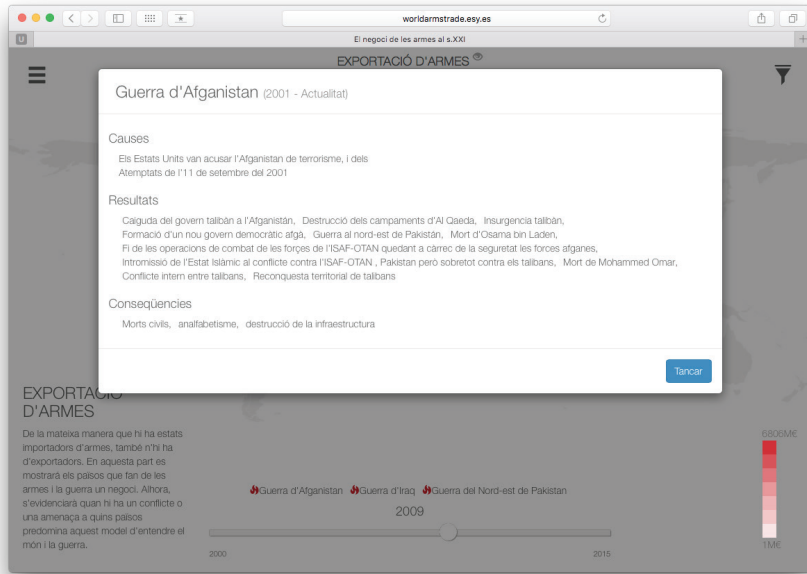 worldarmstrade.esy.es
El negoci de les armes al s.XXI
EXPORTACIÓ D'ARMES
Guerra d'Afganistan (2001 - Actualitat)
Causes
Els Estats Units van acusar l'Afganistan de terrorisme, i dels
Atemptats de l'11 de setembre del 2001
Resultats
Caiguda del govern talibàn a l'Afganistàn, Destrucció dels campaments d'Al Qaeda, Insurgencia talibàn,
Formació d'un nou govern democràtic afgà, Guerra al nord-est de Pakistàn, Mort d'Osama bin Laden,
Fi de les operacions de combat de les forçes de l'ISAF-OTAN quedant a càrrec de la seguretat les forces afganes,
Intromissió de l'Estat Islàmic al conflicte contra l'ISAF-OTAN , Pakistan però sobretot contra els talibans, Mort de Mohammed Omar,
Conflicte intern entre talibans, Reconquesta territorial de talibans
Conseqüencies
Morts civils, analfabetisme, destrucció de la infraestructura
Tancar
EXPORTACIÓ
D'ARMES
De la mateixa manera que hi ha estats
importadors d'armes, també n'hi ha
d'exportadors. En aquesta part es
mostrarà els països que fan de les
armes i la guerra un negoci. Alhora,
s'evidenciarà quan hi ha un conflicte o
una amenaça a quins països
predomina aquest model d'entendre el
món i la guerra.
Guerra d'Afganistan Guerra d'Iraq Guerra del Nord-est de Pakistan
2009
2000
2015
6806M€
1M€